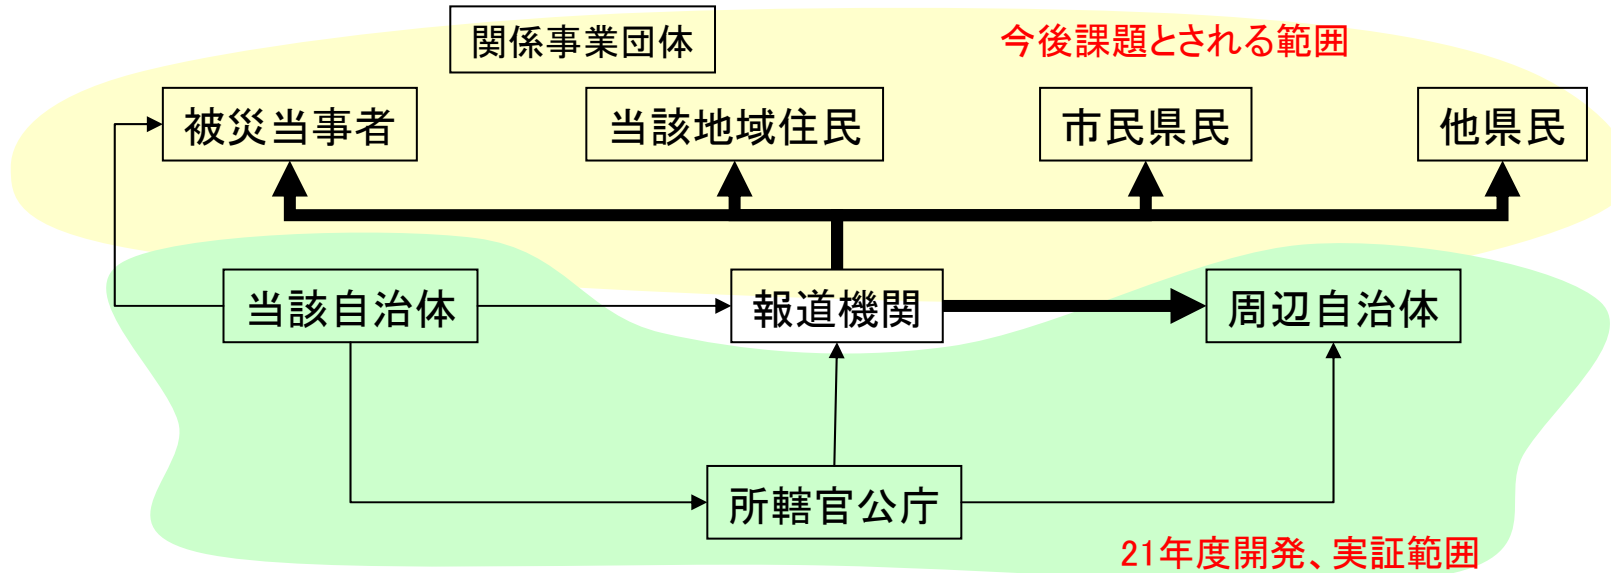 関係事業団体
今後課題とされる範囲
被災当事者
当該地域住民
市民県民
他県民
当該自治体
報道機関
周辺自治体
所轄官公庁
21年度開発、実証範囲